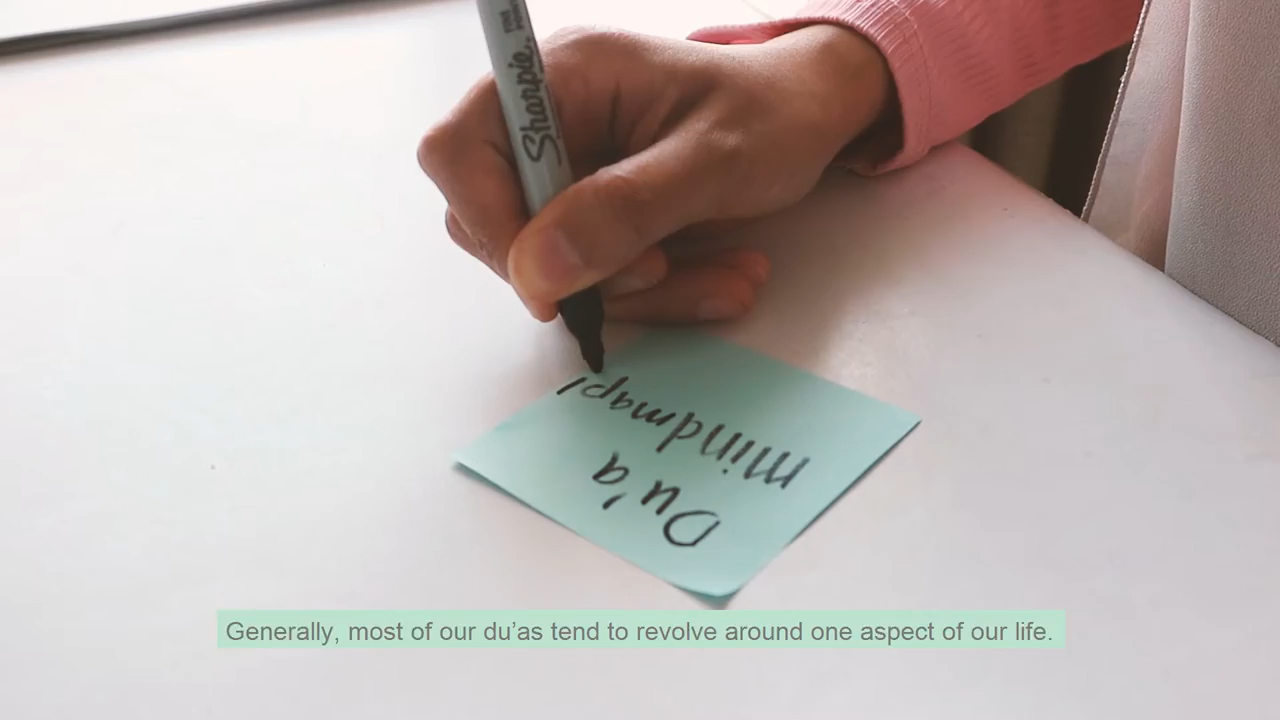 Sharpie.
Du'a
mindmap!
Generally, most of our du’as tend to revolve around one aspect of our life.